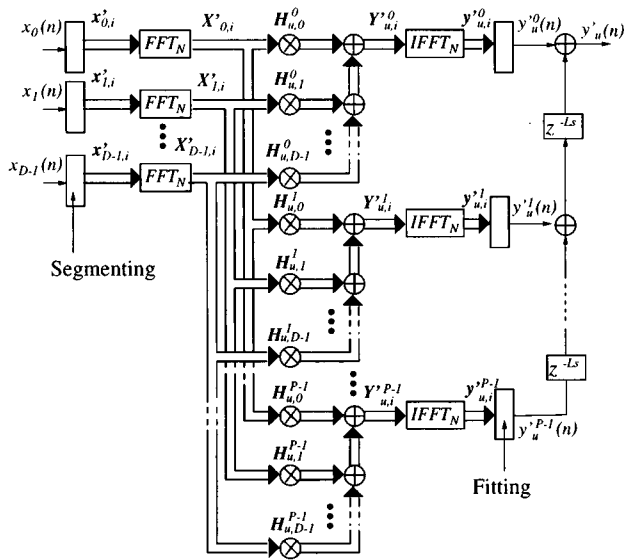 x_0(n) x'_{0,i} FFT_N X'_{0,i} H^0_{u,0} Y'^0_{u,i} IFFT_N y'^0_{u,i} y'^0_u(n) y'_u(n)
x_1(n) x'_{1,i} FFT_N X'_{1,i} H^0_{u,1}
z^{-Ls}
x_{D-1}(n) x'_{D-1,i} FFT_N X'_{D-1,i} H^0_{u,D-1}
H^1_{u,0} Y'^1_{u,i} IFFT_N y'^1_{u,i} y'^1_u(n)
Segmenting
H^1_{u,1}
H^1_{u,D-1}
z^{-Ls}
H^{P-1}_{u,0} Y'^{P-1}_{u,i} IFFT_N y'^{P-1}_{u,i} y'^{P-1}_u(n)
H^{P-1}_{u,1}
Fitting
H^{P-1}_{u,D-1}